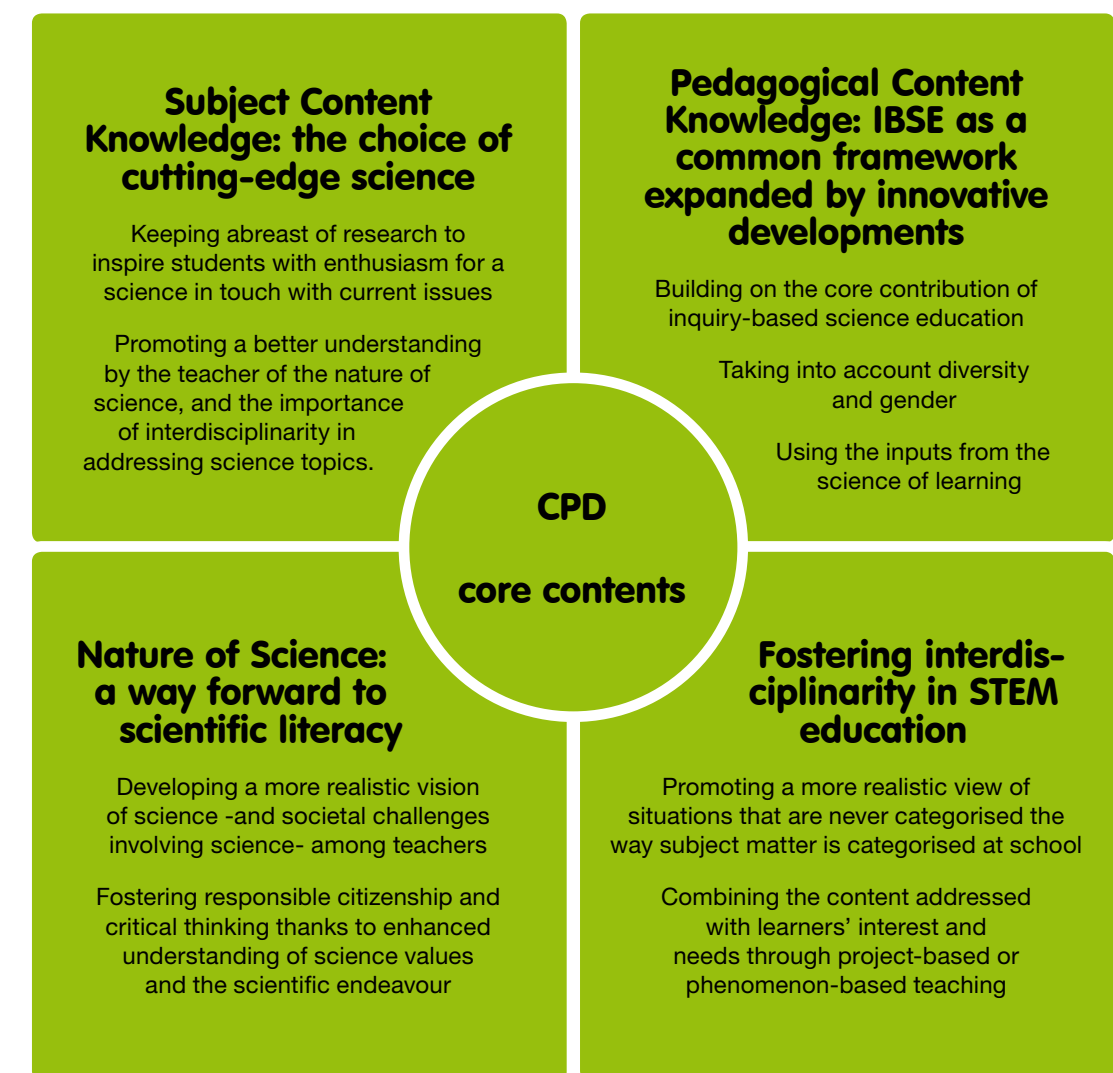 Subject Content
Knowledge: the choice of
cutting-edge science
Keeping abreast of research to
inspire students with enthusiasm for a
science in touch with current issues
Promoting a better understanding
by the teacher of the nature of
science, and the importance
of interdisciplinarity in
addressing science topics.
Pedagogical Content
Knowledge: IBSE as a
common framework
expanded by innovative
developments
Building on the core contribution of
inquiry-based science education
Taking into account diversity
and gender
Using the inputs from the
science of learning
CPD
core contents
Nature of Science:
a way forward to
scientific literacy
Developing a more realistic vision
of science -and societal challenges
involving science- among teachers
Fostering responsible citizenship and
critical thinking thanks to enhanced
understanding of science values
and the scientific endeavour
Fostering interdis-
ciplinarity in STEM
education
Promoting a more realistic view of
situations that are never categorised the
way subject matter is categorised at school
Combining the content addressed
with learners’ interest and
needs through project-based or
phenomenon-based teaching